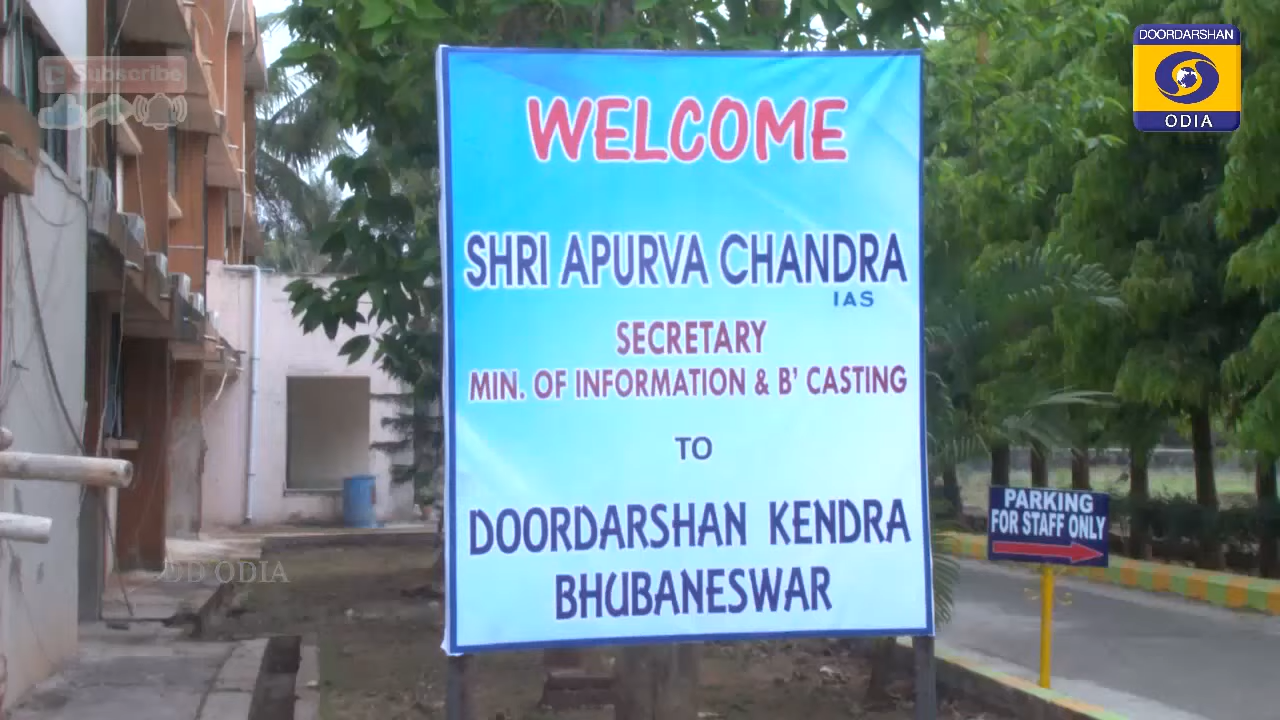 DOORDARSHAN
ODIA
Subscribe
WELCOME
SHRI APURVA CHANDRA
IAS
SECRETARY
MIN. OF INFORMATION & B' CASTING
TO
DOORDARSHAN KENDRA
BHUBANESWAR
PARKING
FOR STAFF ONLY
DD ODIA